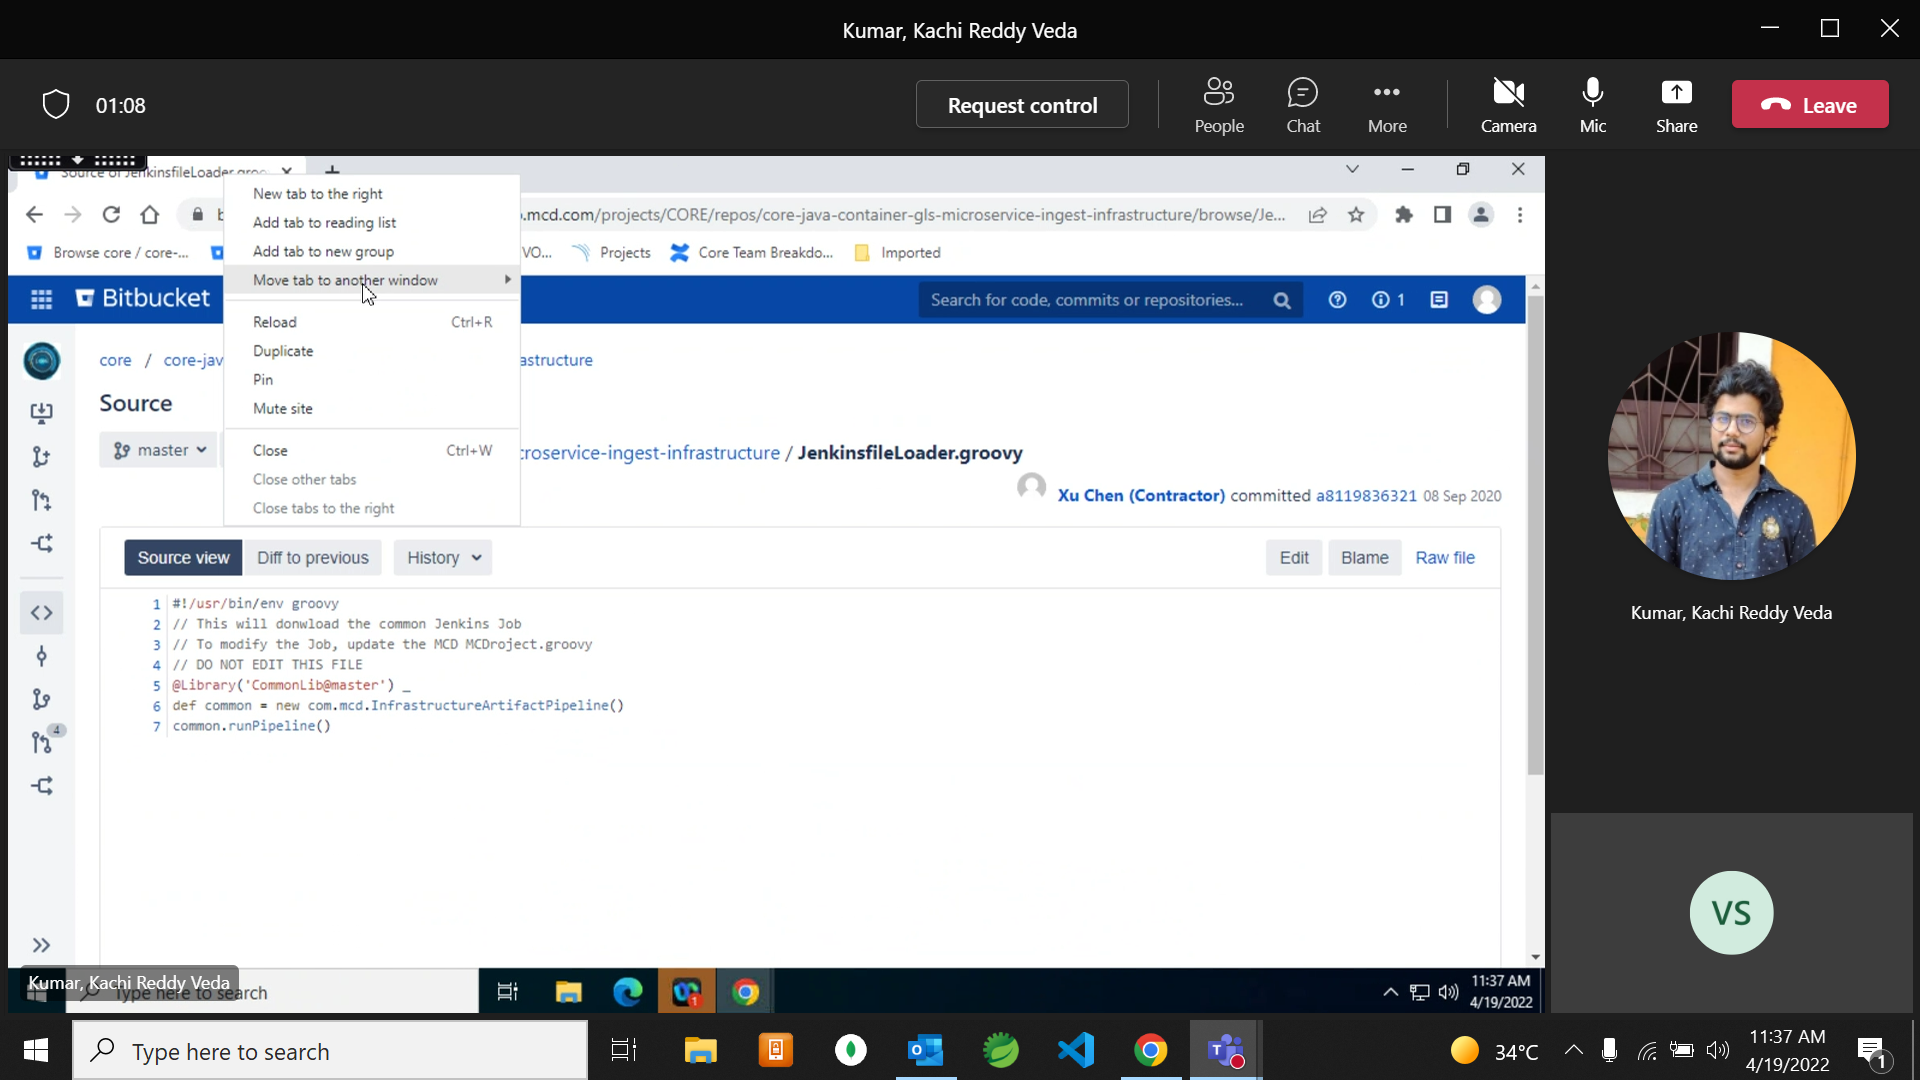 Kumar, Kachi Reddy Veda
01:08
Request control
People
Chat
More
Camera
Mic
Share
Leave
Source of JenkinsfileLoader.groo
New tab to the right
Add tab to reading list
Add tab to new group
Move tab to another window
Reload Ctrl+R
Duplicate
Pin
Mute site
Close Ctrl+W
Close other tabs
Close tabs to the right
.mcd.com/projects/CORE/repos/core-java-container-gls-microservice-ingest-infrastructure/browse/Je...
Browse core / core-...
VO...
Projects
Core Team Breakdo...
Imported
Bitbucket
Search for code, commits or repositories...
1
core / core-jav
astructure
Source
master
croservice-ingest-infrastructure / JenkinsfileLoader.groovy
Xu Chen (Contractor) committed a8119836321 08 Sep 2020
Source view
Diff to previous
History
Edit
Blame
Raw file
1 #!/usr/bin/env groovy
2 // This will donwload the common Jenkins Job
3 // To modify the Job, update the MCD MCDroject.groovy
4 // DO NOT EDIT THIS FILE
5 @Library('CommonLib@master') _
6 def common = new com.mcd.InfrastructureArtifactPipeline()
7 common.runPipeline()
4
Kumar, Kachi Reddy Veda
Type here to search
1
11:37 AM
4/19/2022
Kumar, Kachi Reddy Veda
VS
Type here to search
34°C
11:37 AM
4/19/2022
1